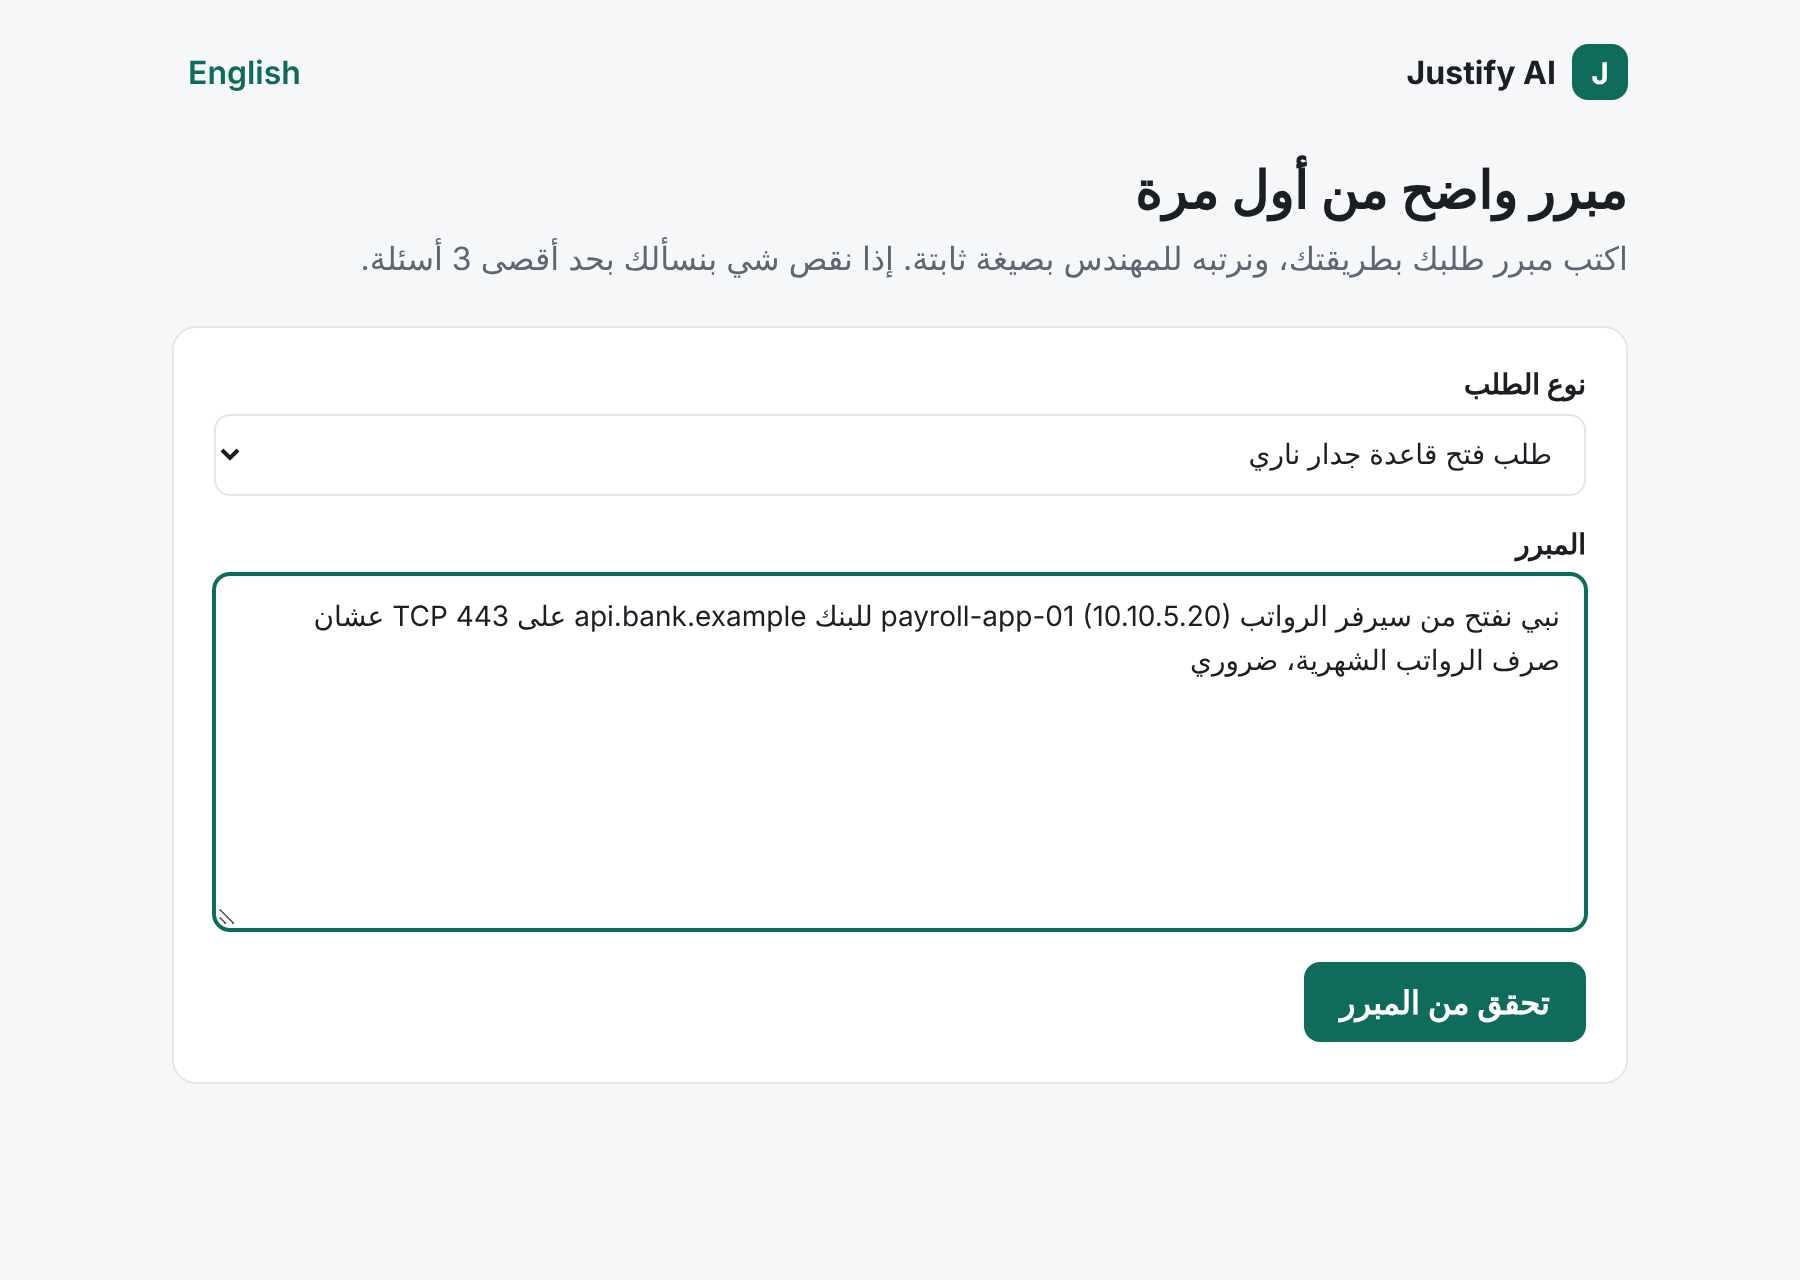 Justify AI
J
English
مبرر واضح من أول مرة
اكتب مبرر طلبك بطريقتك، ونرتبه للمهندس بصيغة ثابتة. إذا نقص شي بنسألك بحد أقصى 3 أسئلة.
نوع الطلب
طلب فتح قاعدة جدار ناري
المبرر
نبي نفتح من سيرفر الرواتب payroll-app-01 (10.10.5.20) للبنك api.bank.example على TCP 443 عشان
صرف الرواتب الشهرية، ضروري
تحقق من المبرر